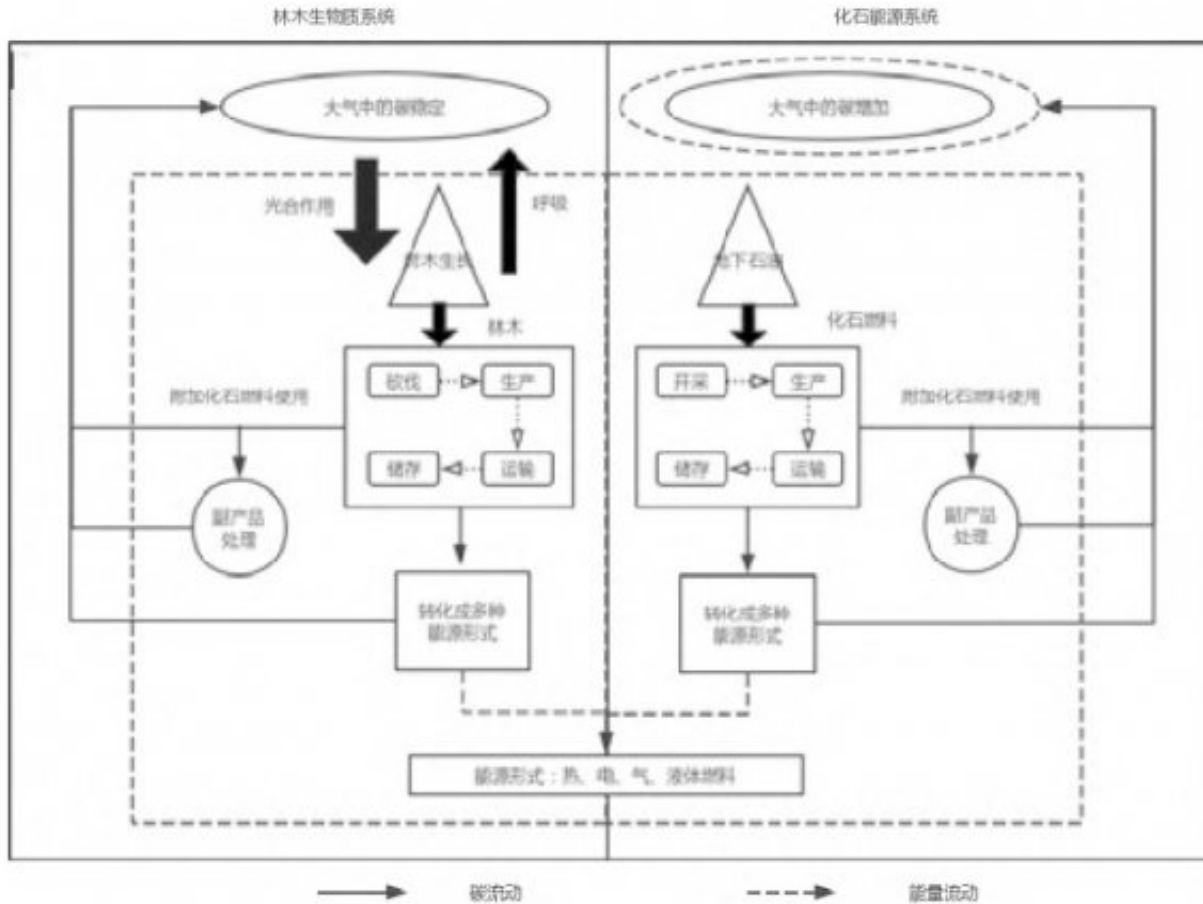 林木生物质系统
化石能源系统
大气中的碳稳定
大气中的碳增加
光合作用
呼吸
树木生长
地下石油
林木
化石燃料
砍伐
生产
开采
生产
附加化石燃料使用
附加化石燃料使用
储存
运输
储存
运输
副产品
处理
副产品
处理
转化成多种
能源形式
转化成多种
能源形式
能源形式：热、电、气、液体燃料
碳流动
能量流动